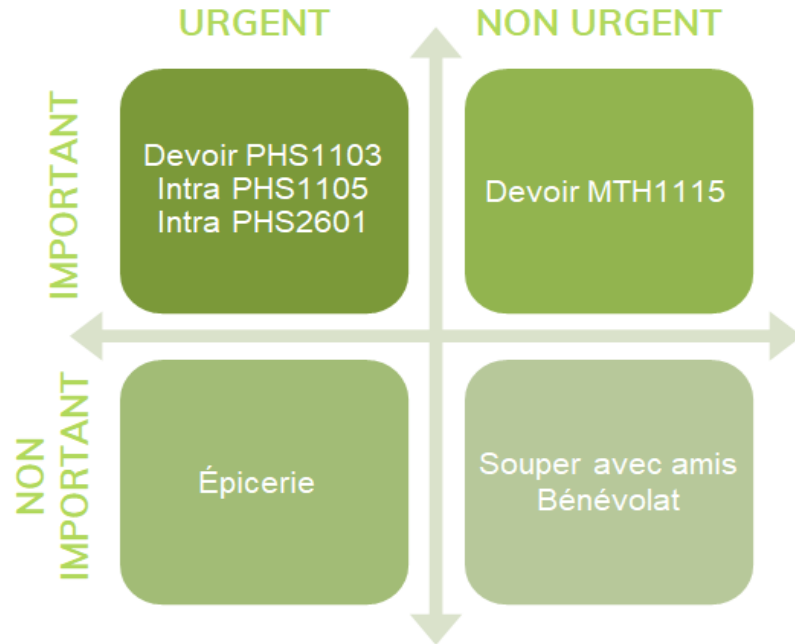 URGENT
NON URGENT
IMPORTANT
Devoir PHS1103
Intra PHS1105
Intra PHS2601
Devoir MTH1115
NON
IMPORTANT
Épicerie
Souper avec amis
Bénévolat